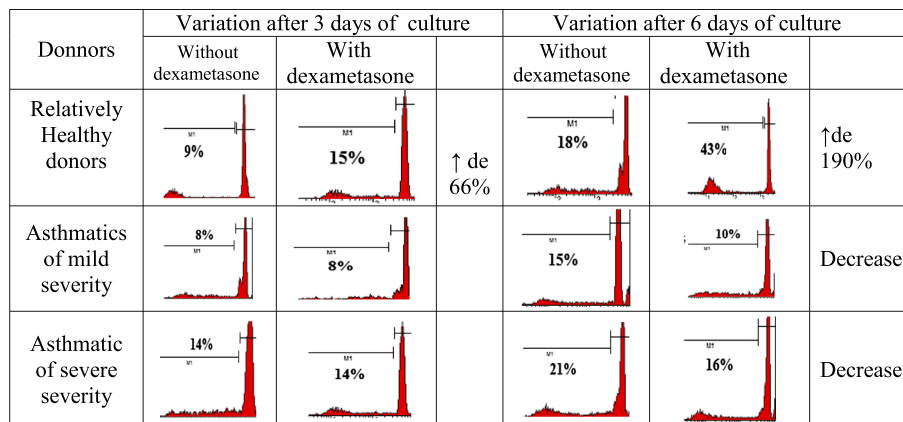 Donnors
Variation after 3 days of culture
Variation after 6 days of culture
Without
dexametasone
With
dexametasone
Without
dexametasone
With
dexametasone
Relatively
Healthy
donors
M1
9%
M1
15%
↑ de
66%
M1
18%
M1
43%
↑de
190%
Asthmatics
of mild
severity
8%
M1
M1
8%
M1
15%
10%
M1
Decrease
Asthmatic
of severe
severity
14%
M1
M1
14%
M1
21%
M1
16%
Decrease